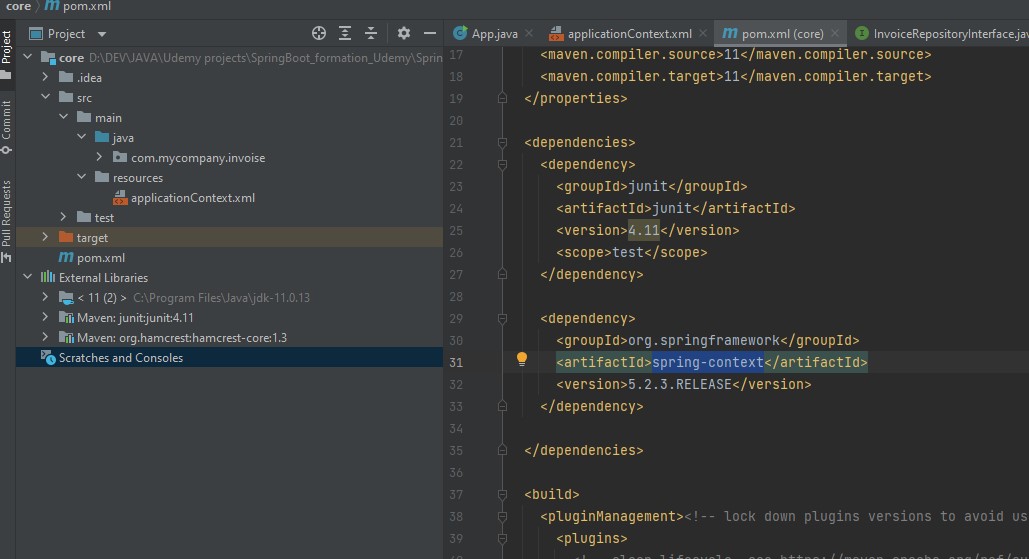 core
pom.xml
Project
core D:\DEV\JAVA\Udemy projects\SpringBoot_formation_Udemy\Sprin
.idea
src
main
java
com.mycompany.invoise
resources
applicationContext.xml
test
target
pom.xml
External Libraries
< 11 (2) > C:\Program Files\Java\jdk-11.0.13
Maven: junit:junit:4.11
Maven: org.hamcrest:hamcrest-core:1.3
Scratches and Consoles
Project
Commit
Pull Requests
App.java
applicationContext.xml
pom.xml (core)
InvoiceRepositoryInterface.jav
17 <maven.compiler.source>11</maven.compiler.source>
18 <maven.compiler.target>11</maven.compiler.target>
19 </properties>
20
21 <dependencies>
22 <dependency>
23 <groupId>junit</groupId>
24 <artifactId>junit</artifactId>
25 <version>4.11</version>
26 <scope>test</scope>
27 </dependency>
28
29 <dependency>
30 <groupId>org.springframework</groupId>
31 <artifactId>spring-context</artifactId>
32 <version>5.2.3.RELEASE</version>
33 </dependency>
34
35 </dependencies>
36
37 <build>
38 <pluginManagement><!-- lock down plugins versions to avoid us
39 <plugins>